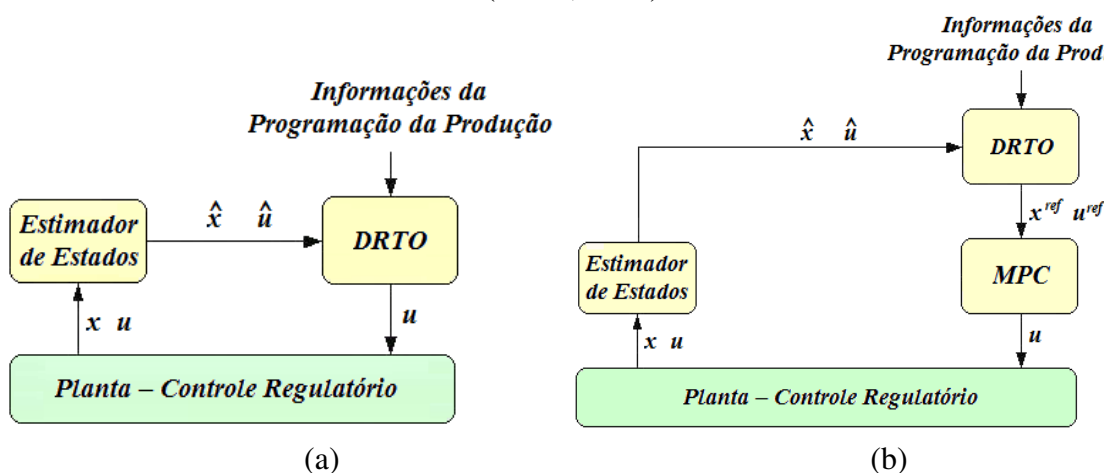 Informações da
Programação da Produção
Estimador
de Estados
x̂ û
DRTO
x u
u
Planta – Controle Regulatório
(a)
Informações da
Programação da Prod
x̂ û
DRTO
x^ref u^ref
Estimador
de Estados
MPC
x u
u
Planta – Controle Regulatório
(b)